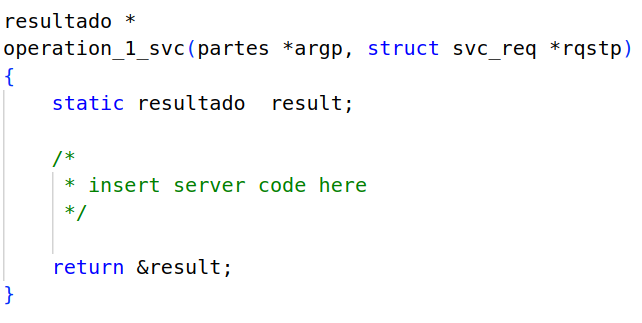 resultado *
operation_1_svc(partes *argp, struct svc_req *rqstp)
{
static resultado  result;
/*
* insert server code here
*/
return &result;
}